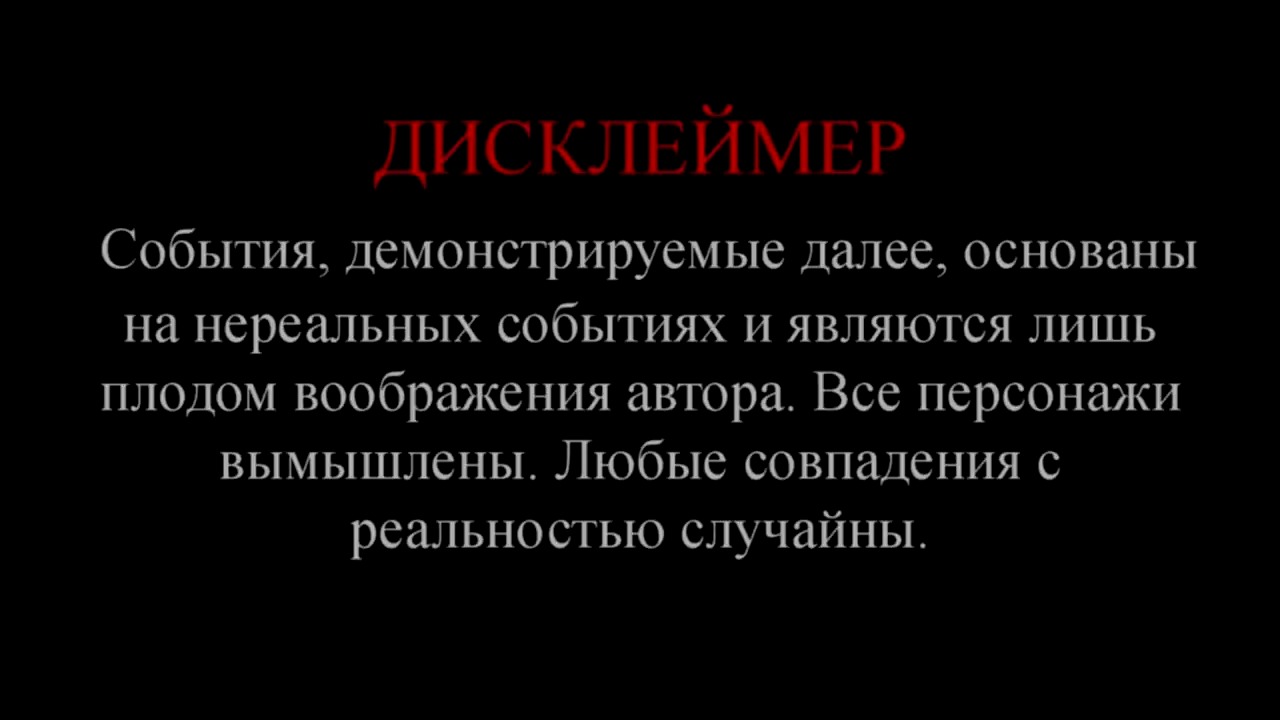 ДИСКЛЕЙМЕР
События, демонстрируемые далее, основаны
на нереальных событиях и являются лишь
плодом воображения автора. Все персонажи
вымышлены. Любые совпадения с
реальностью случайны.